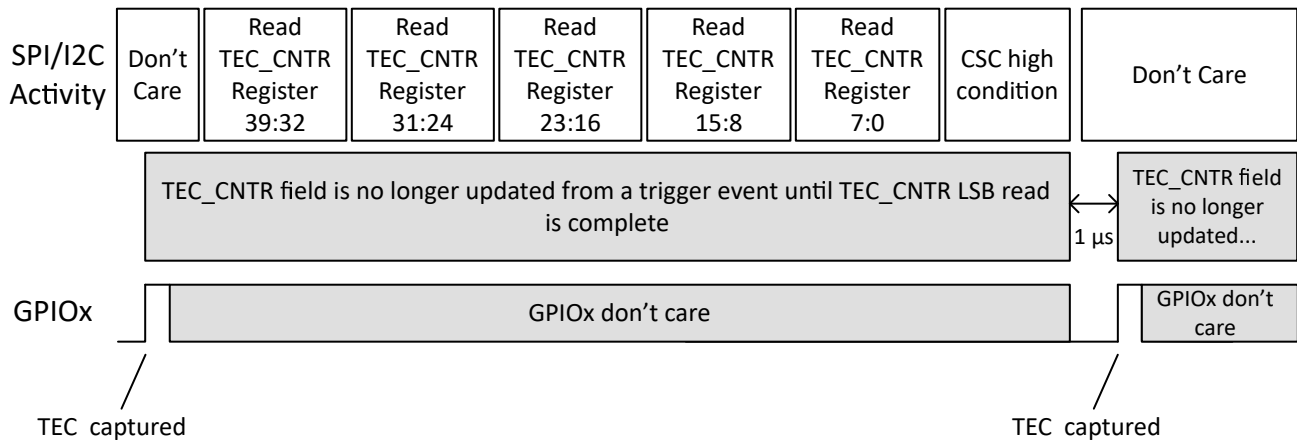 SPI/I2C
Activity
Don't
Care
Read
TEC_CNTR
Register
39:32
Read
TEC_CNTR
Register
31:24
Read
TEC_CNTR
Register
23:16
Read
TEC_CNTR
Register
15:8
Read
TEC_CNTR
Register
7:0
CSC high
condition
Don't Care
TEC_CNTR field is no longer updated from a trigger event until TEC_CNTR LSB read
is complete
1 µs
TEC_CNTR field
is no longer
updated...
GPIOx
GPIOx don't care
GPIOx don't
care
TEC captured
TEC captured